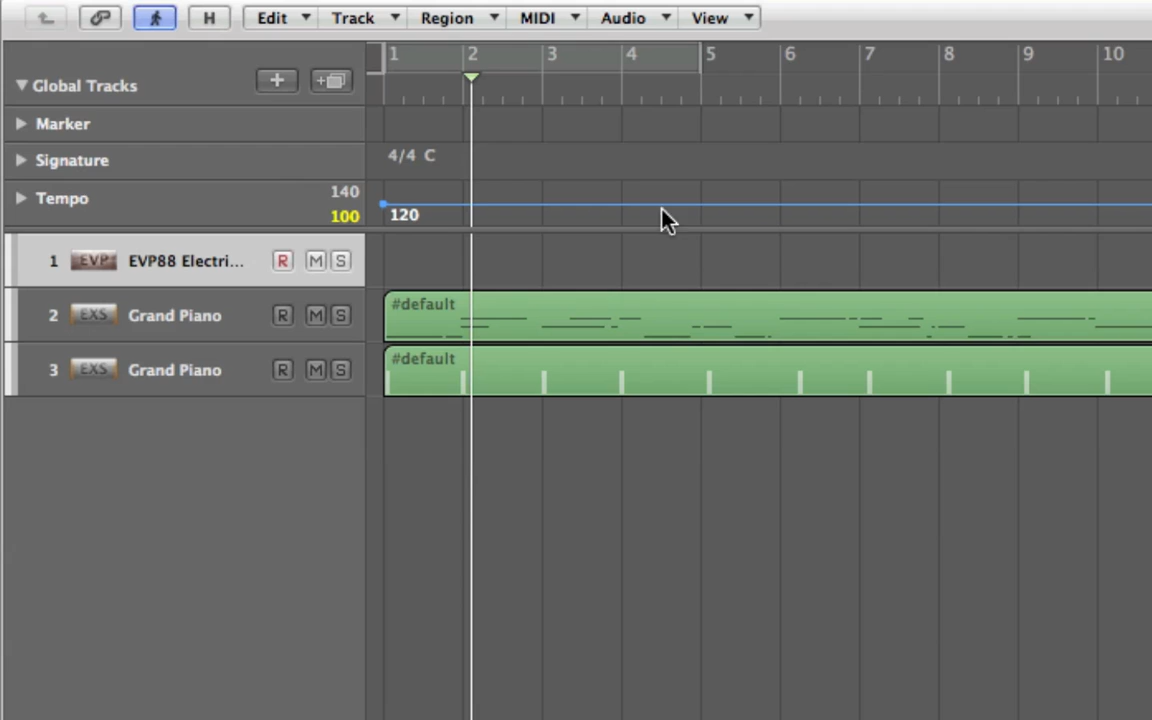 H Edit Track Region MIDI Audio View
1 2 3 4 5 6 7 8 9 10
Global Tracks
Marker
Signature 4/4 C
Tempo 140
100 120
1 EVP EVP88 Electri... R M S
2 EXS Grand Piano R M S #default
3 EXS Grand Piano R M S #default